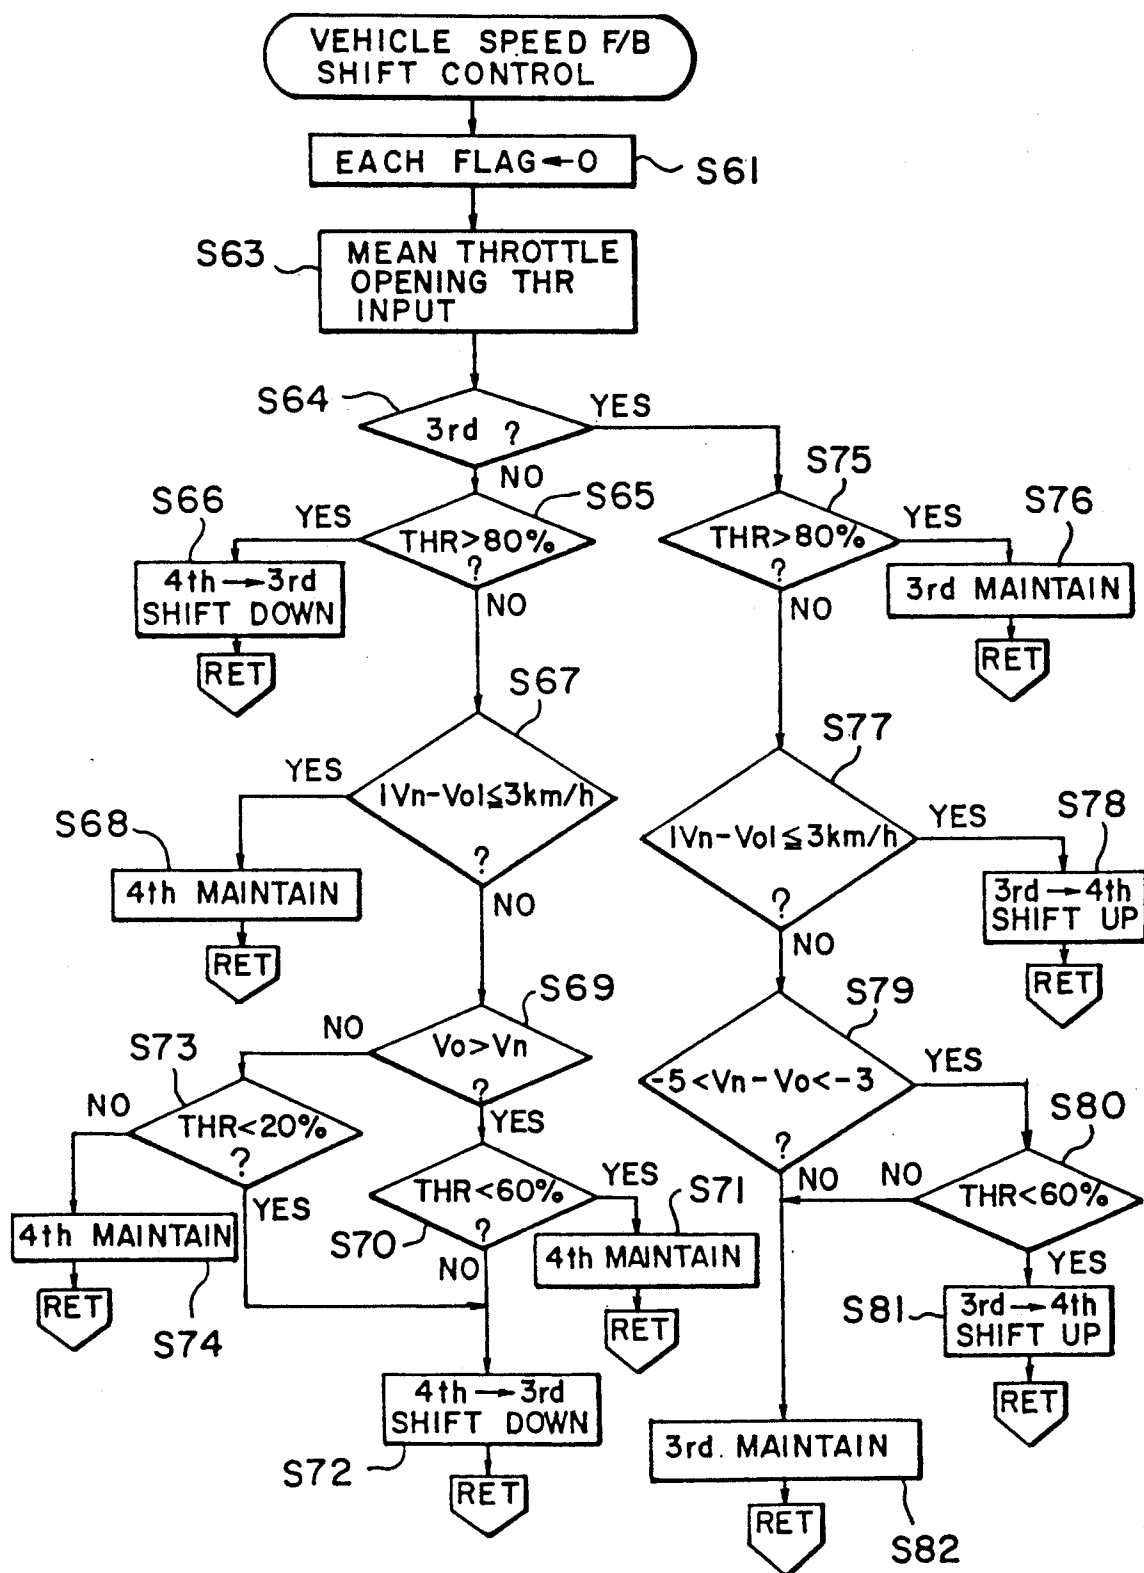 VEHICLE SPEED F/B
SHIFT CONTROL
EACH FLAG←0
S61
S63
MEAN THROTTLE
OPENING THR
INPUT
S64
3rd ?
YES
NO
S65
S66
YES
THR>80%
?
NO
4th→3rd
SHIFT DOWN
RET
S75
THR>80%
?
YES
NO
S76
3rd MAINTAIN
RET
S67
YES
|Vn-Vo|≦3km/h
?
NO
S68
4th MAINTAIN
RET
S77
|Vn-Vo|≦3km/h
?
YES
NO
S78
3rd→4th
SHIFT UP
RET
S69
NO
Vo>Vn
?
YES
S73
NO
THR<20%
?
YES
4th MAINTAIN
RET
S74
THR<60%
?
YES
S70
NO
S71
4th MAINTAIN
RET
4th→3rd
SHIFT DOWN
S72
RET
S79
-5<Vn-Vo<-3
?
YES
NO
S80
NO
THR<60%
YES
S81
3rd→4th
SHIFT UP
RET
3rd. MAINTAIN
RET
S82